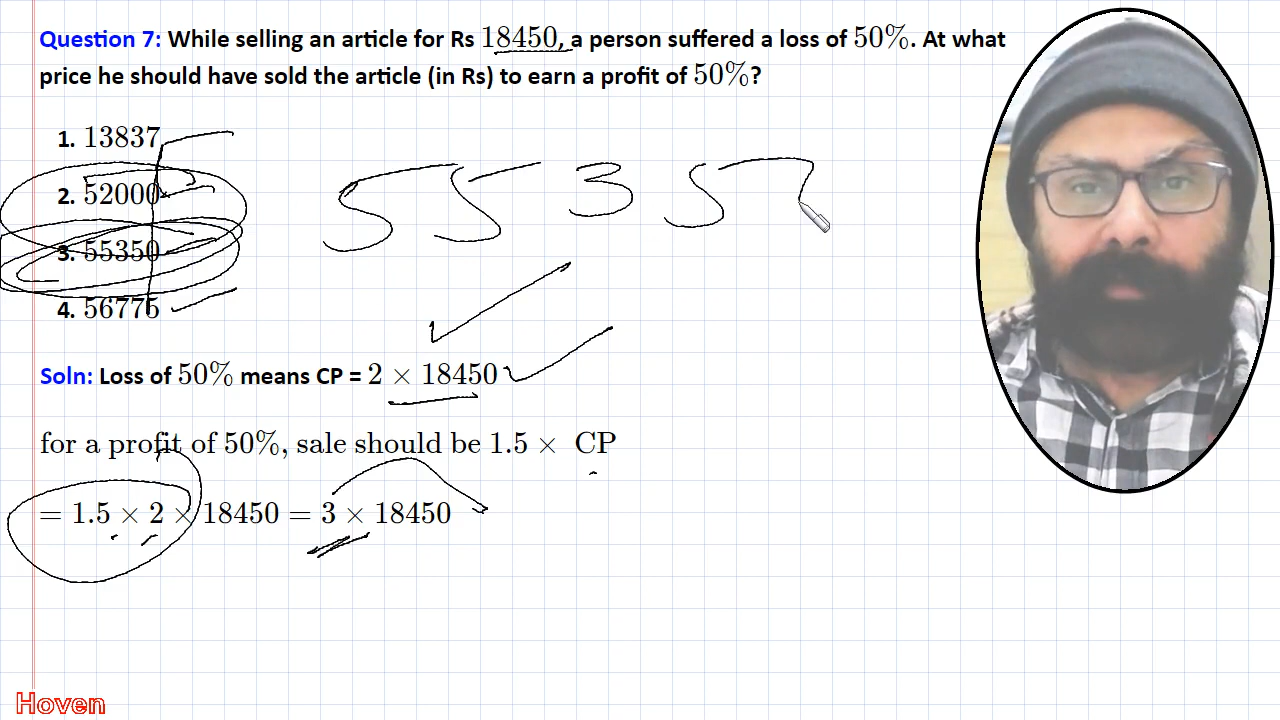 Question 7: While selling an article for Rs 18450, a person suffered a loss of 50%. At what
price he should have sold the article (in Rs) to earn a profit of 50%?
1. 13837
2. 52000
3. 55350
4. 56775
5535
Soln: Loss of 50% means CP = 2 × 18450
for a profit of 50%, sale should be 1.5 × CP
= 1.5 × 2 × 18450 = 3 × 18450
Hoven